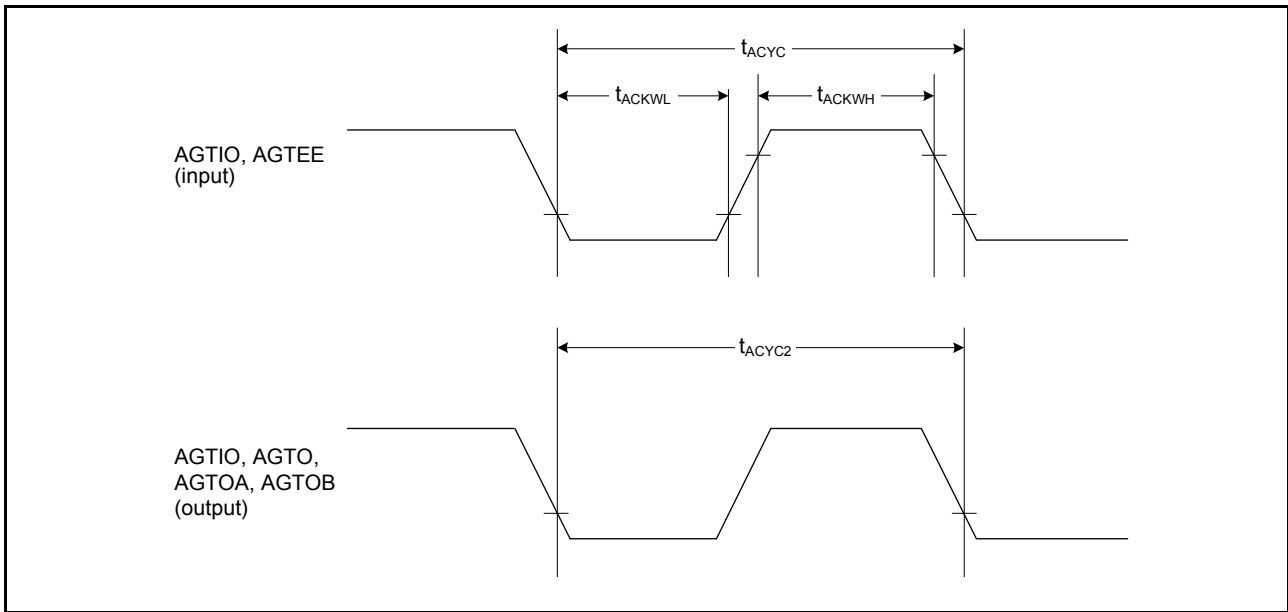 tACYC
tACKWL
tACKWH
AGTIO, AGTEE
(input)
tACYC2
AGTIO, AGTO,
AGTOA, AGTOB
(output)